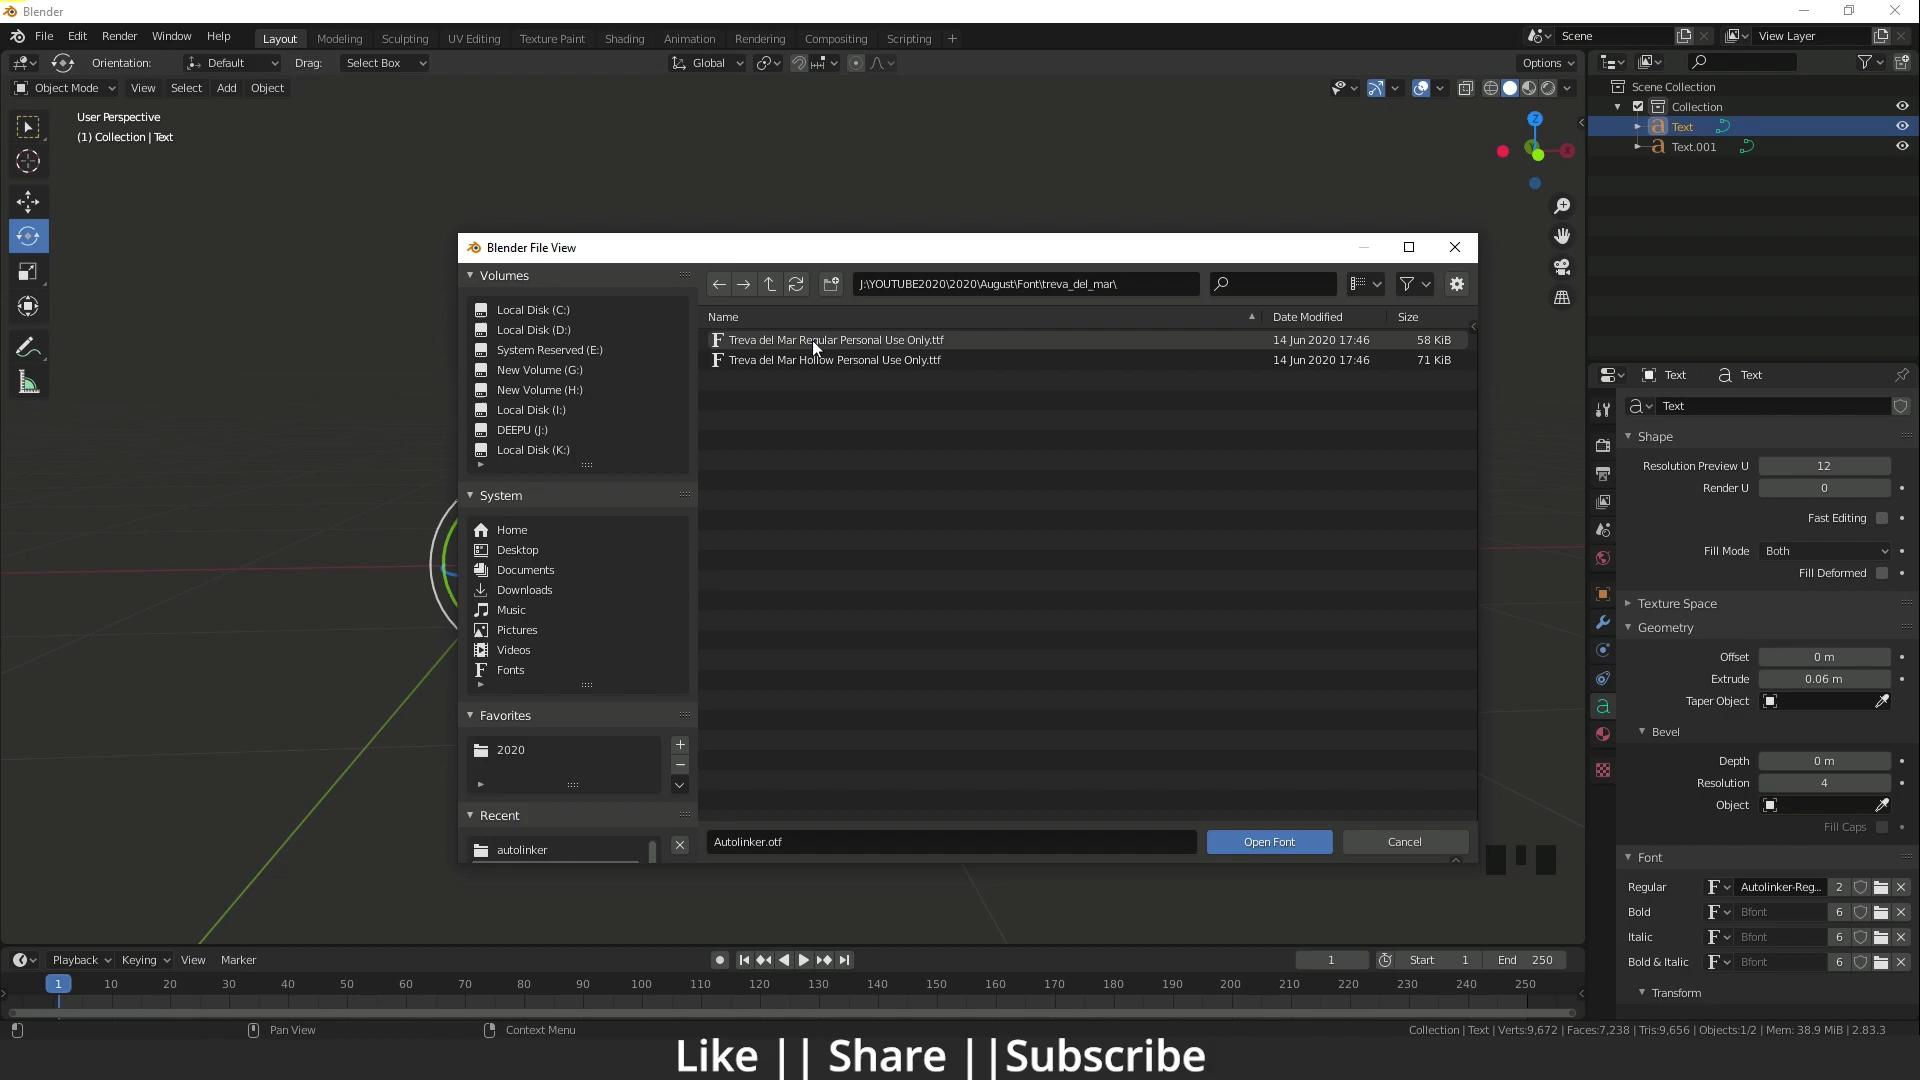 Blender
File Edit Render Window Help Layout Modeling Sculpting UV Editing Texture Paint Shading Animation Rendering Compositing Scripting + Scene View Layer
Orientation: Default Drag: Select Box Global Options
Object Mode View Select Add Object
User Perspective
(1) Collection | Text
Z
Scene Collection
Collection
Text
Text.001
Blender File View
Volumes
Local Disk (C:)
Local Disk (D:)
System Reserved (E:)
New Volume (G:)
New Volume (H:)
Local Disk (I:)
DEEPU (J:)
Local Disk (K:)
System
Home
Desktop
Documents
Downloads
Music
Pictures
Videos
Fonts
Favorites
2020
Recent
autolinker
J:\YOUTUBE2020\2020\August\Font\treva_del_mar\
Name Date Modified Size
Treva del Mar Regular Personal Use Only.ttf 14 Jun 2020 17:46 58 KiB
Treva del Mar Hollow Personal Use Only.ttf 14 Jun 2020 17:46 71 KiB
Autolinker.otf Open Font Cancel
Text Text
Text
Shape
Resolution Preview U 12
Render U 0
Fast Editing
Fill Mode Both
Fill Deformed
Texture Space
Geometry
Offset 0 m
Extrude 0.06 m
Taper Object
Bevel
Depth 0 m
Resolution 4
Object
Fill Caps
Font
Regular Autolinker-Reg... 2
Bold Bfont 6
Italic Bfont 6
Bold & Italic Bfont 6
Transform
Playback Keying View Marker 1 Start 1 End 250
1 10 20 30 40 50 60 70 80 90 100 110 120 130 140 150 160 170 180 190 200 210 220 230 240 250
Pan View Context Menu Collection | Text | Verts:9,672 | Faces:7,238 | Tris:9,656 | Objects:1/2 | Mem: 38.9 MiB | 2.83.3
Like || Share ||Subscribe